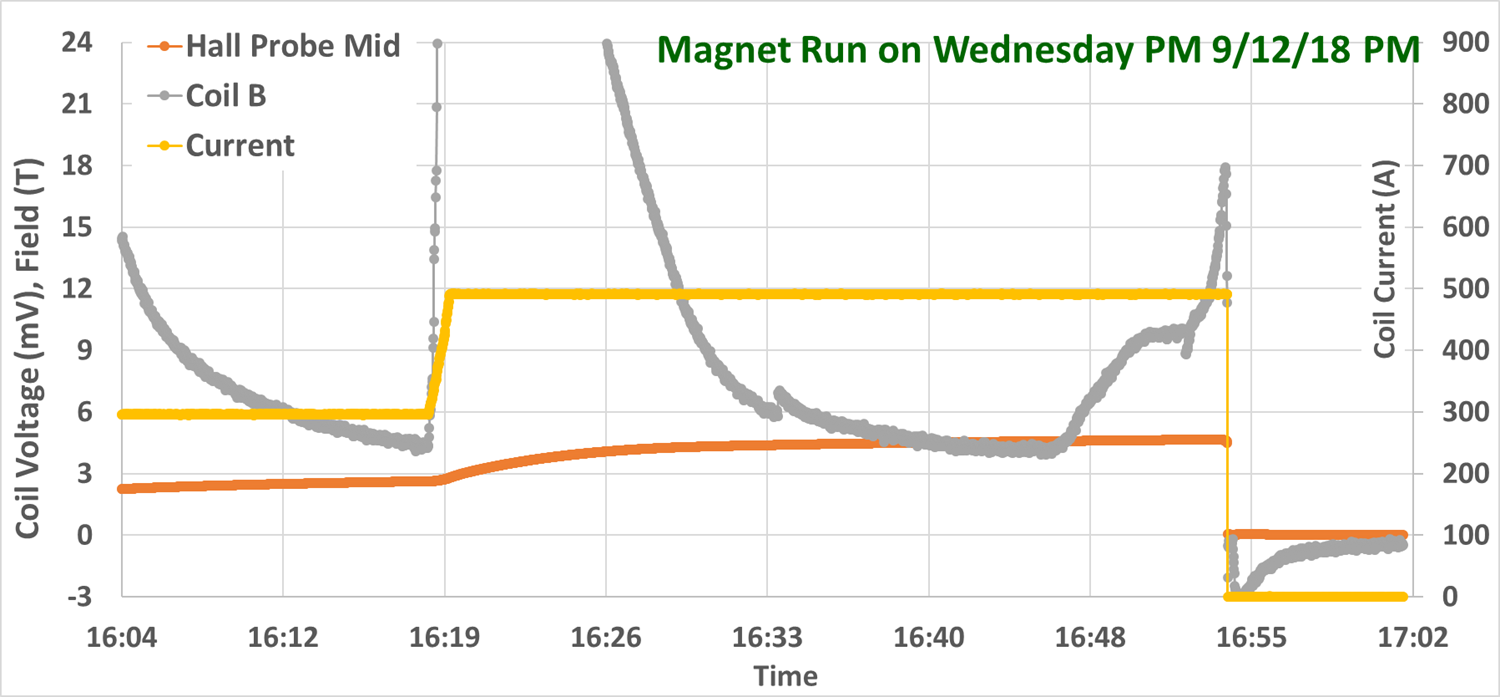 Magnet Run on Wednesday PM 9/12/18 PM
Hall Probe Mid
Coil B
Current
Coil Voltage (mV), Field (T)
24
21
18
15
12
9
6
3
0
-3
Coil Current (A)
900
800
700
600
500
400
300
200
100
0
16:04 16:12 16:19 16:26 16:33 16:40 16:48 16:55 17:02
Time